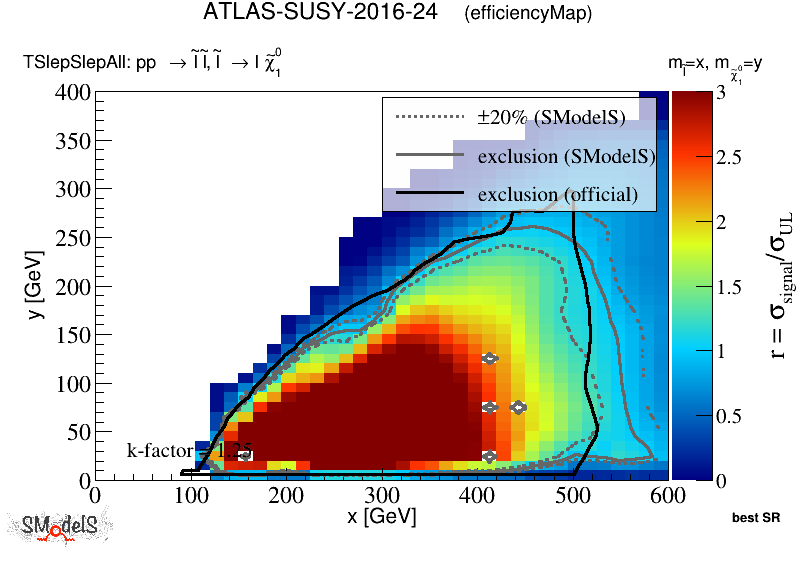 ATLAS-SUSY-2016-24 (efficiencyMap)
TSlepSlepAll: pp → l̃ l̃, l̃ → l χ̃₁⁰
m_l̃=x, m_χ̃₁⁰=y
±20% (SModelS)
exclusion (SModelS)
exclusion (official)
400
350
300
250
200
150
100
50
0
y [GeV]
k-factor = 1.25
0 100 200 300 400 500 600
x [GeV]
3
2.5
2
1.5
1
0.5
0
r = σ_signal/σ_UL
SModelS
best SR